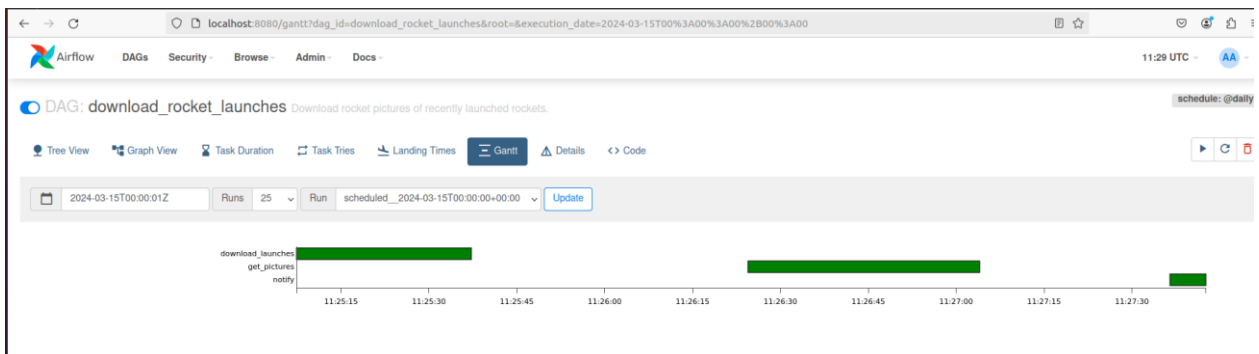 localhost:8080/gantt?dag_id=download_rocket_launches&root=&execution_date=2024-03-15T00%3A00%3A00%2B00%3A00
Airflow DAGs Security Browse Admin Docs 11:29 UTC AA
DAG: download_rocket_launches Download rocket pictures of recently launched rockets. schedule: @daily
Tree View Graph View Task Duration Task Tries Landing Times Gantt Details <> Code
2024-03-15T00:00:01Z Runs 25 Run scheduled__2024-03-15T00:00:00+00:00 Update
download_launches
get_pictures
notify
11:25:15 11:25:30 11:25:45 11:26:00 11:26:15 11:26:30 11:26:45 11:27:00 11:27:15 11:27:30